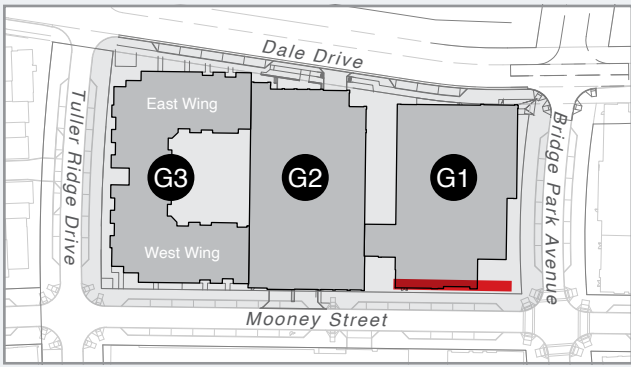 Dale Drive
East Wing
Tuller Ridge Drive
G3
G2
G1
Bridge Park Avenue
West Wing
Mooney Street